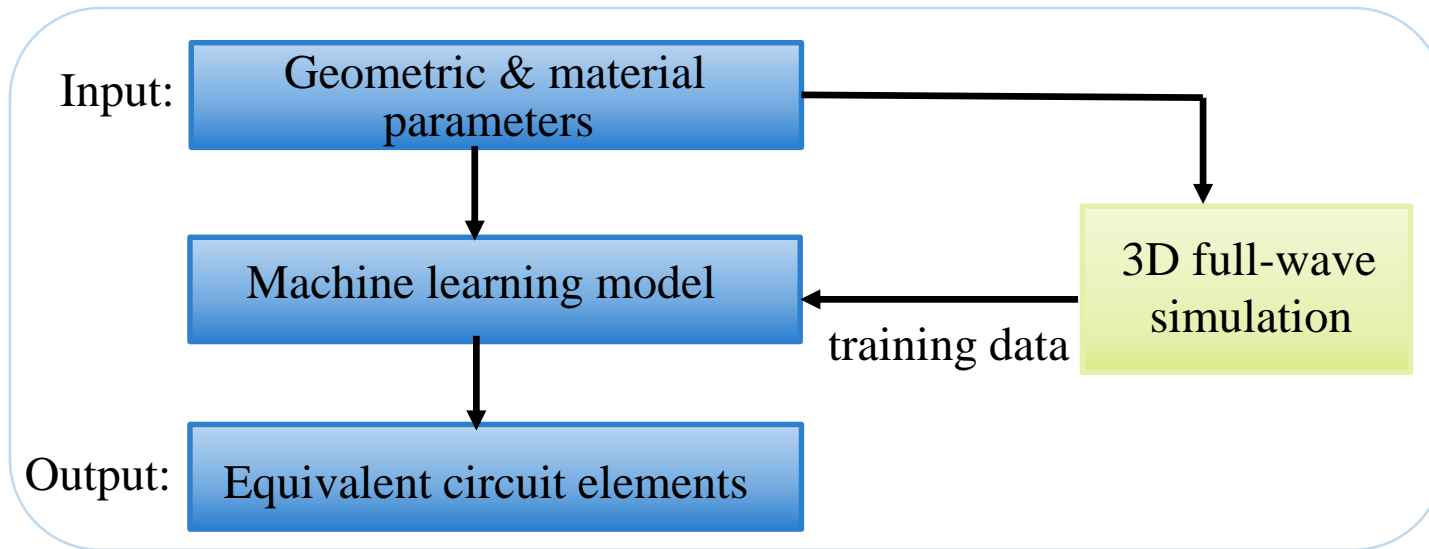 Input:
Geometric & material
parameters
Machine learning model
training data
3D full-wave
simulation
Output:
Equivalent circuit elements